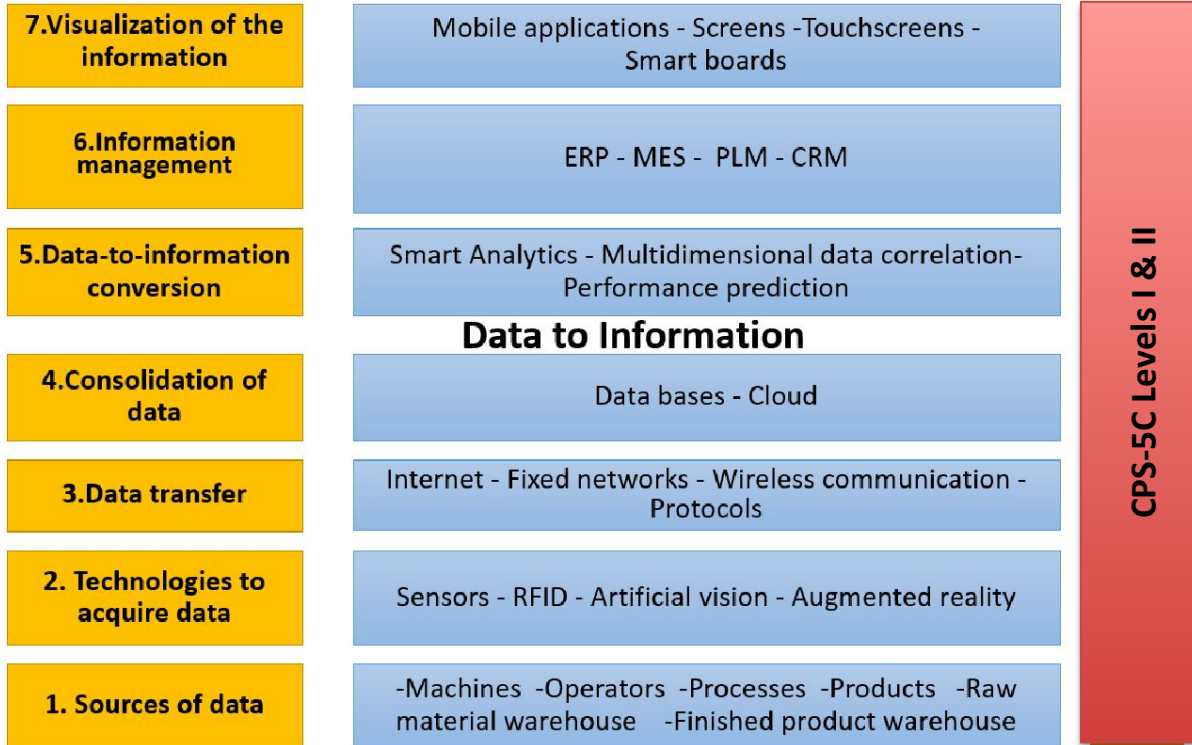 7.Visualization of the
information
Mobile applications - Screens -Touchscreens -
Smart boards
6.Information
management
ERP - MES - PLM - CRM
5.Data-to-information
conversion
Smart Analytics - Multidimensional data correlation-
Performance prediction
Data to Information
4.Consolidation of
data
Data bases - Cloud
3.Data transfer
Internet - Fixed networks - Wireless communication -
Protocols
2. Technologies to
acquire data
Sensors - RFID - Artificial vision - Augmented reality
1. Sources of data
-Machines -Operators -Processes -Products -Raw
material warehouse -Finished product warehouse
CPS-5C Levels I & II